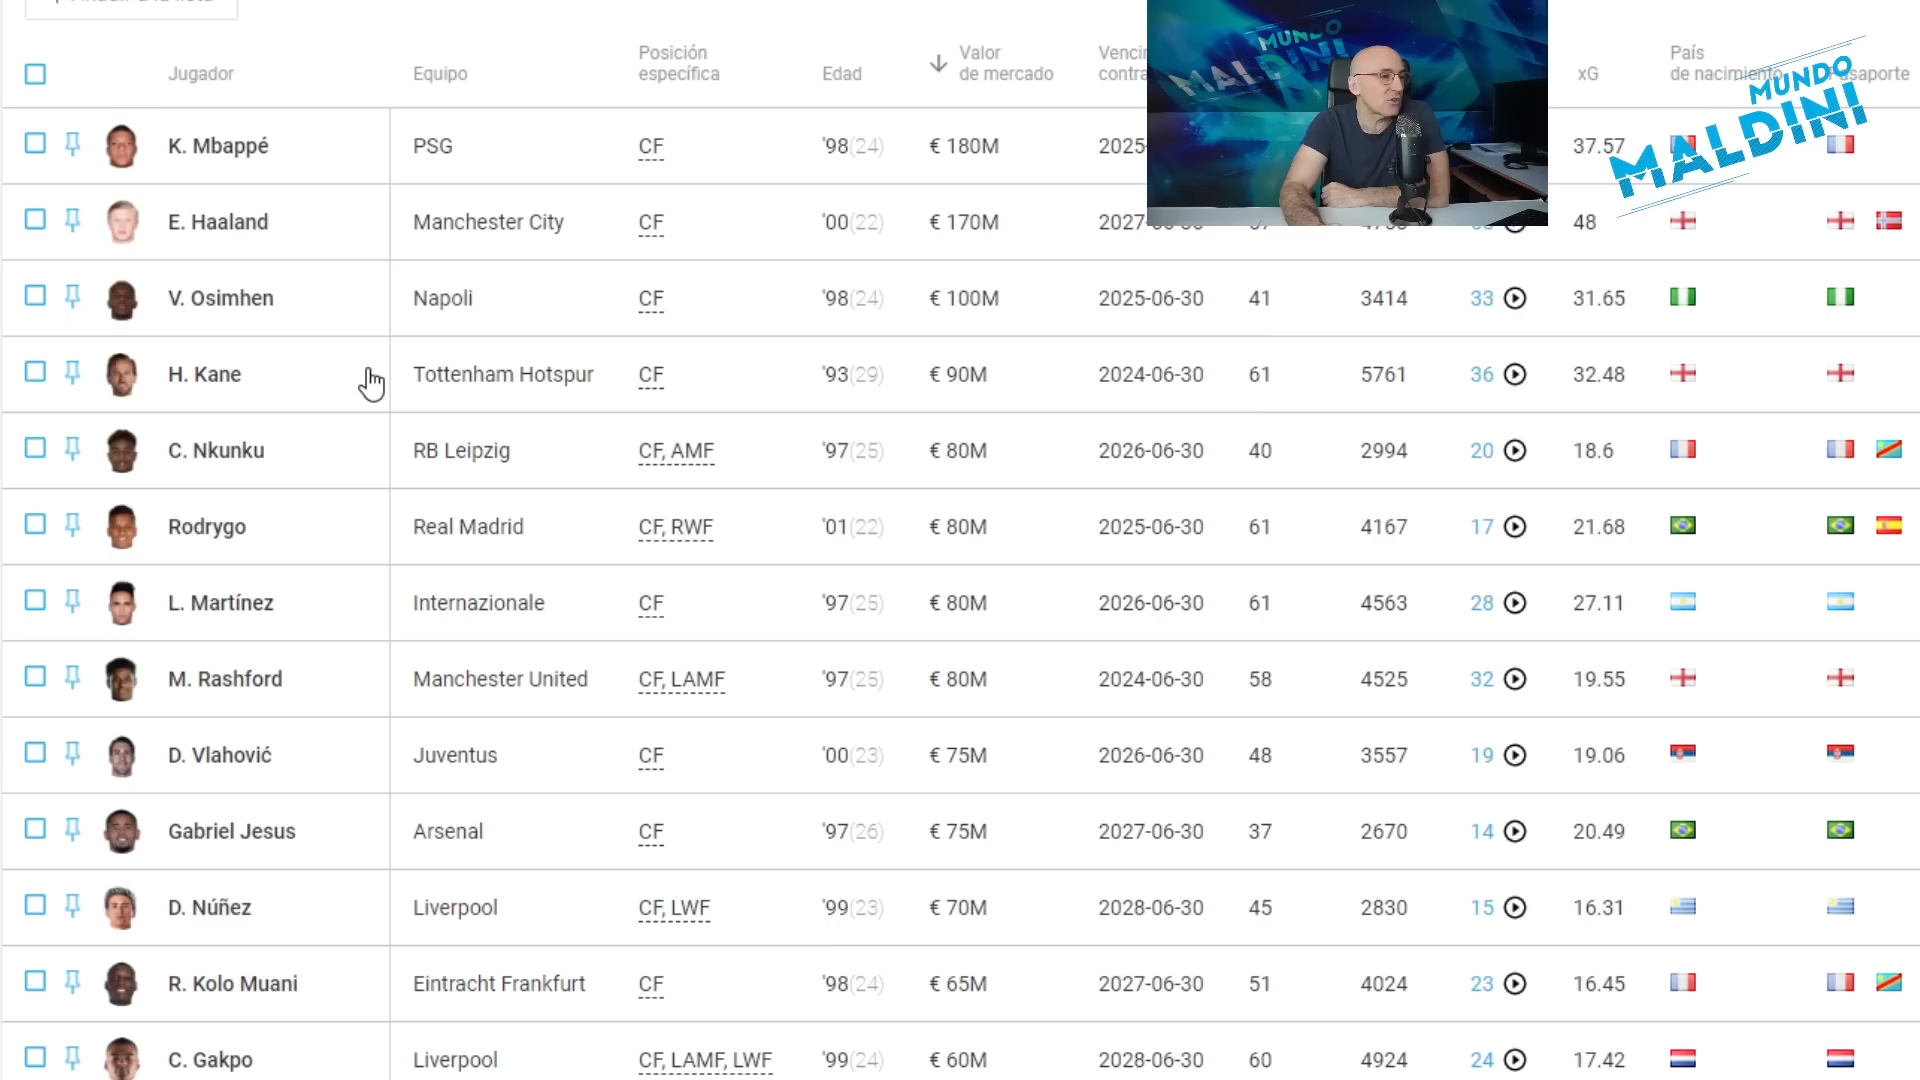 Jugador Equipo Posición específica Edad Valor de mercado xG País de nacimiento
MUNDO MALDINI
MUNDO MALDINI
K. Mbappé PSG CF '98(24) € 180M 2025- 37.57
E. Haaland Manchester City CF '00(22) € 170M 2027- 48
V. Osimhen Napoli CF '98(24) € 100M 2025-06-30 41 3414 33 31.65
H. Kane Tottenham Hotspur CF '93(29) € 90M 2024-06-30 61 5761 36 32.48
C. Nkunku RB Leipzig CF, AMF '97(25) € 80M 2026-06-30 40 2994 20 18.6
Rodrygo Real Madrid CF, RWF '01(22) € 80M 2025-06-30 61 4167 17 21.68
L. Martínez Internazionale CF '97(25) € 80M 2026-06-30 61 4563 28 27.11
M. Rashford Manchester United CF, LAMF '97(25) € 80M 2024-06-30 58 4525 32 19.55
D. Vlahović Juventus CF '00(23) € 75M 2026-06-30 48 3557 19 19.06
Gabriel Jesus Arsenal CF '97(26) € 75M 2027-06-30 37 2670 14 20.49
D. Núñez Liverpool CF, LWF '99(23) € 70M 2028-06-30 45 2830 15 16.31
R. Kolo Muani Eintracht Frankfurt CF '98(24) € 65M 2027-06-30 51 4024 23 16.45
C. Gakpo Liverpool CF, LAMF, LWF '99(24) € 60M 2028-06-30 60 4924 24 17.42